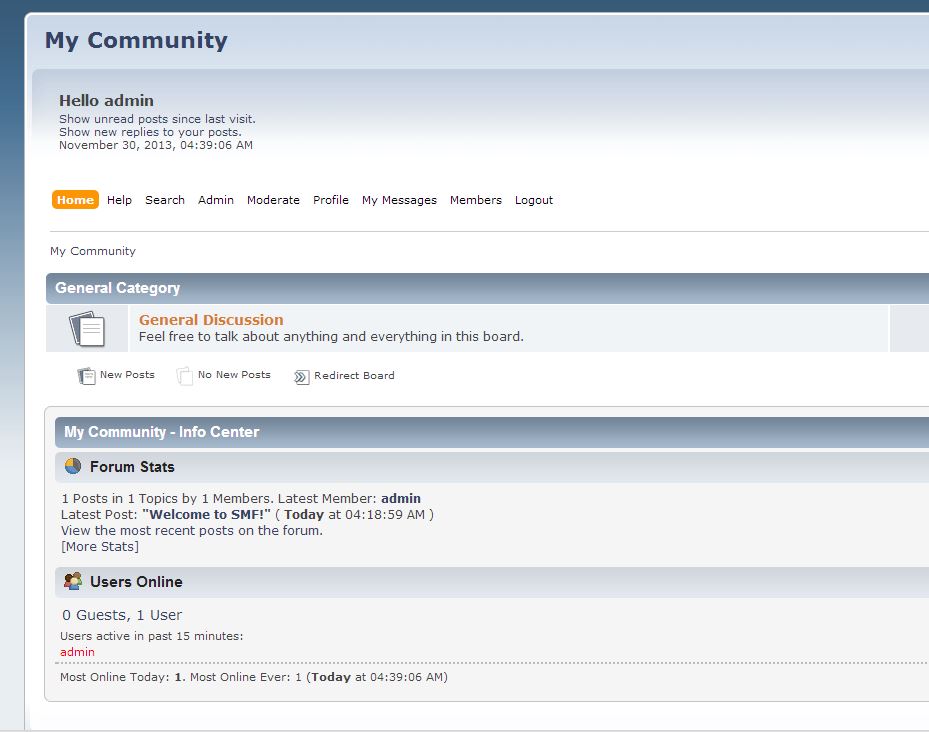 My Community
Hello admin
Show unread posts since last visit.
Show new replies to your posts.
November 30, 2013, 04:39:06 AM
Home Help Search Admin Moderate Profile My Messages Members Logout
My Community
General Category
General Discussion
Feel free to talk about anything and everything in this board.
New Posts No New Posts Redirect Board
My Community - Info Center
Forum Stats
1 Posts in 1 Topics by 1 Members. Latest Member: admin
Latest Post: "Welcome to SMF!" ( Today at 04:18:59 AM )
View the most recent posts on the forum.
[More Stats]
Users Online
0 Guests, 1 User
Users active in past 15 minutes:
admin
Most Online Today: 1. Most Online Ever: 1 (Today at 04:39:06 AM)